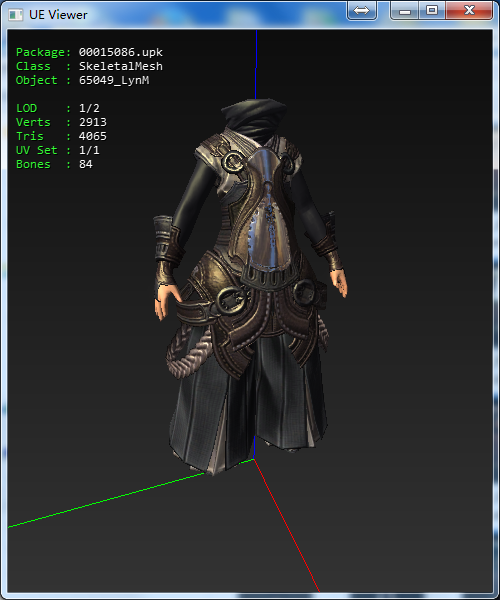 UE Viewer
Package: 00015086.upk
Class : SkeletalMesh
Object : 65049_LynM
LOD : 1/2
Verts : 2913
Tris : 4065
UV Set : 1/1
Bones : 84